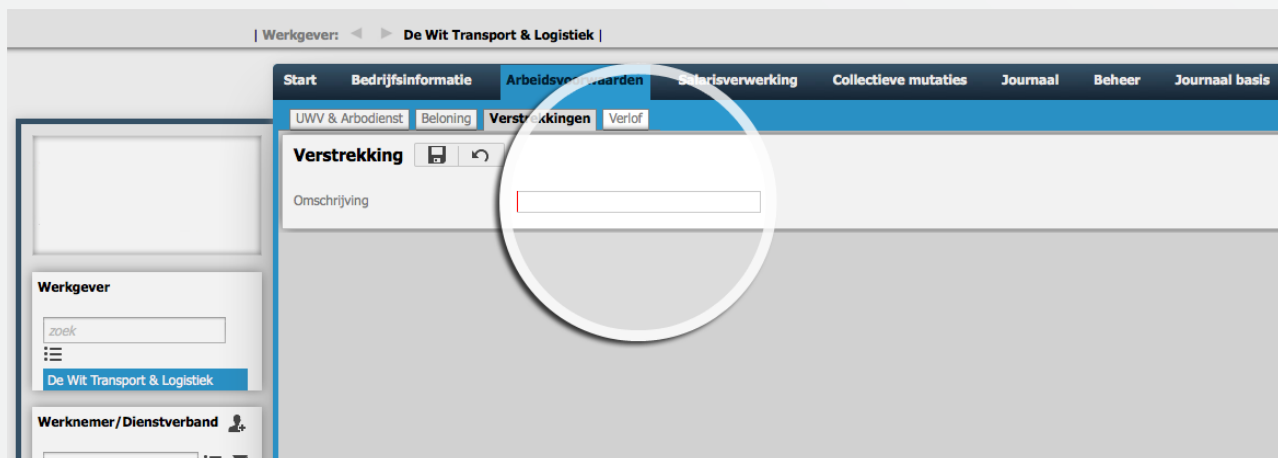 | Werkgever: De Wit Transport & Logistiek |
Start Bedrijfsinformatie Arbeidsvoorwaarden Salarisverwerking Collectieve mutaties Journaal Beheer Journaal basis
UWV & Arbodienst Beloning Verstrekkingen Verlof
Verstrekking
Omschrijving
Werkgever
zoek
De Wit Transport & Logistiek
Werknemer/Dienstverband